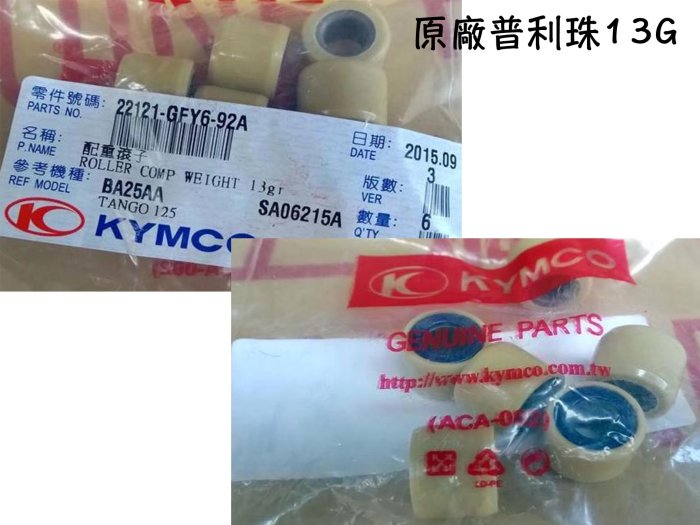 原廠普利珠13G
零件號碼:
PARTS NO. 22121-GFY6-92A
名稱: 配重滾子
P.NAME ROLLER COMP WEIGHT 13gr
參考機種: BA25AA
REF MODEL TANGO 125
SA06215A
日期: 2015.09
DATE
版數: 3
VER
數量: 6
Q'TY
KYMCO
KYMCO
GENUINE PARTS
http://www.kymco.com.tw
LD-PE